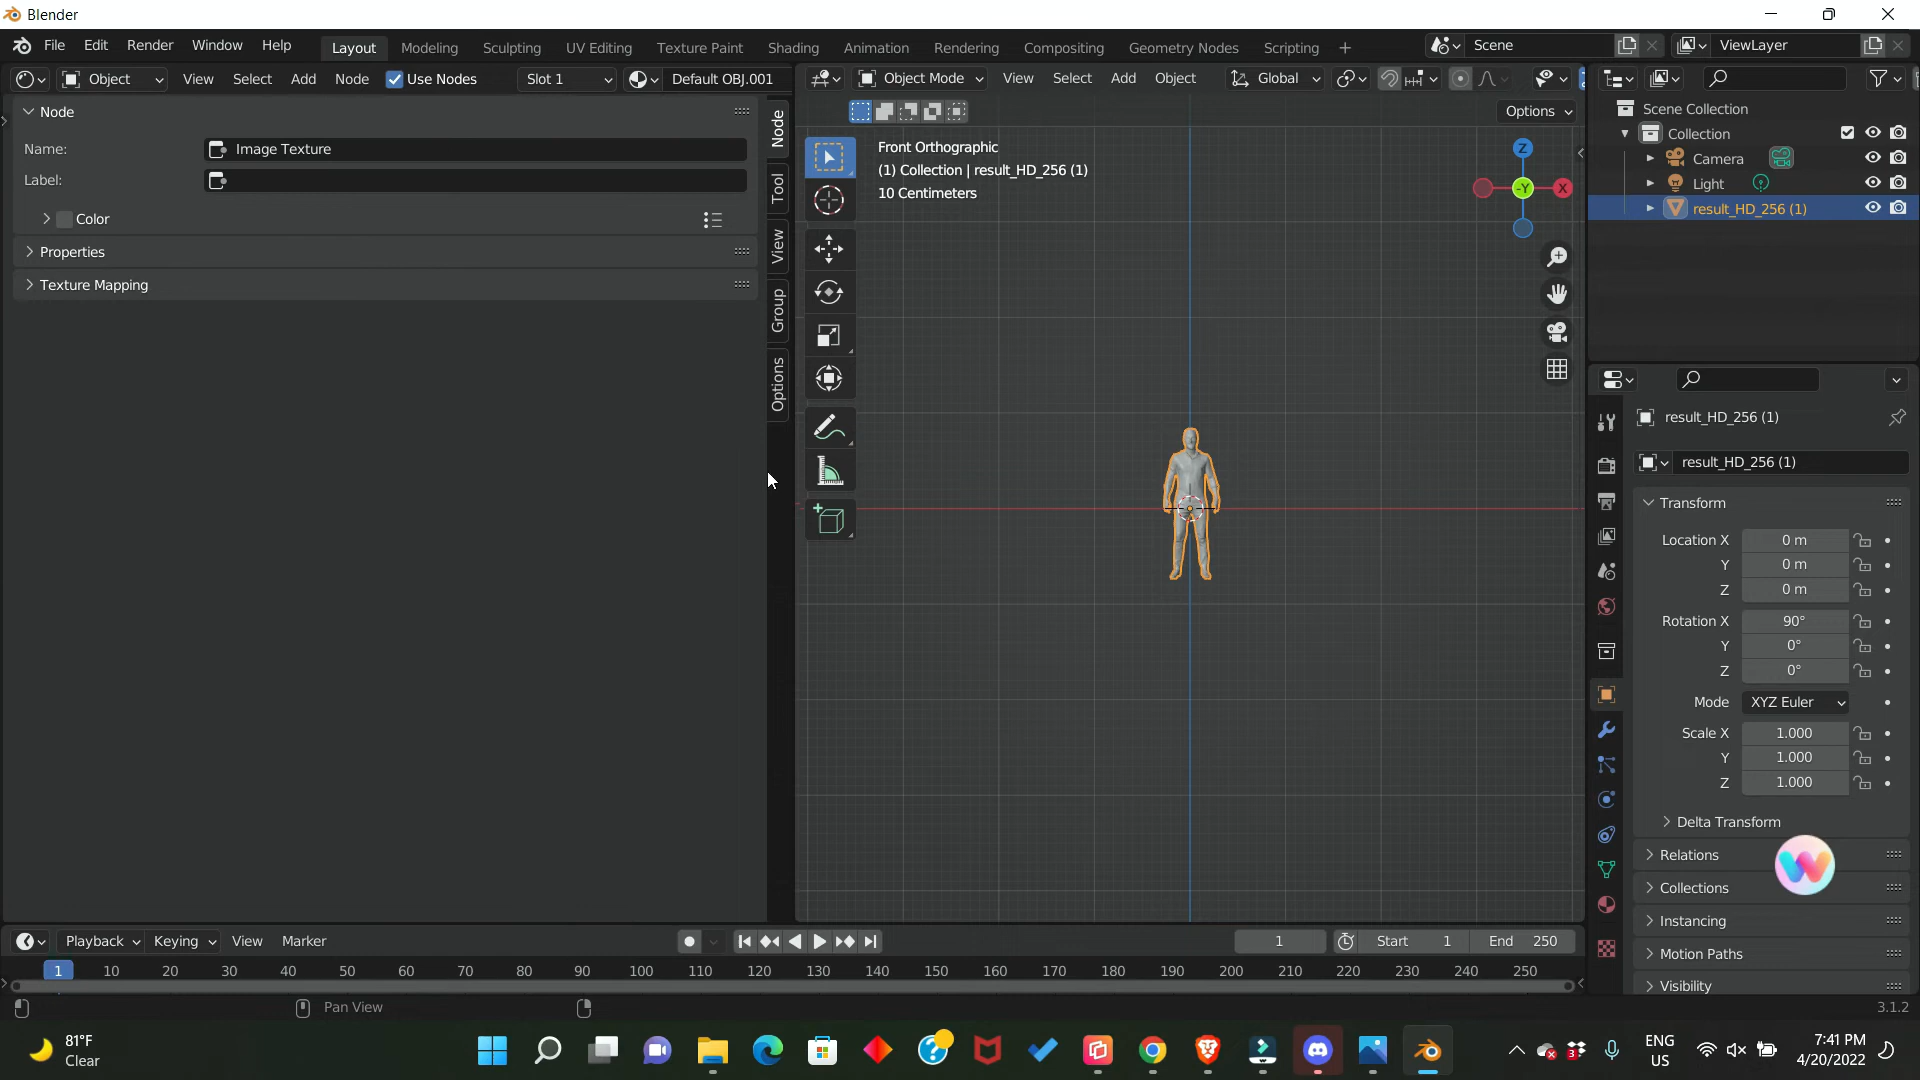 Blender
File Edit Render Window Help
Layout Modeling Sculpting UV Editing Texture Paint Shading Animation Rendering Compositing Geometry Nodes Scripting +
Scene
ViewLayer
Object View Select Add Node Use Nodes Slot 1 Default OBJ.001
Object Mode View Select Add Object Global
Options
Node
Name: Image Texture
Label:
Color
Properties
Texture Mapping
Node
Tool
View
Group
Options
Front Orthographic
(1) Collection | result_HD_256 (1)
10 Centimeters
Z
-Y
X
Scene Collection
Collection
Camera
Light
result_HD_256 (1)
result_HD_256 (1)
result_HD_256 (1)
Transform
Location X 0 m
Y 0 m
Z 0 m
Rotation X 90°
Y 0°
Z 0°
Mode XYZ Euler
Scale X 1.000
Y 1.000
Z 1.000
Delta Transform
Relations
Collections
Instancing
Motion Paths
Visibility
Playback Keying View Marker
1 Start 1 End 250
1 10 20 30 40 50 60 70 80 90 100 110 120 130 140 150 160 170 180 190 200 210 220 230 240 250
Pan View
3.1.2
81°F
Clear
3
ENG
US
7:41 PM
4/20/2022